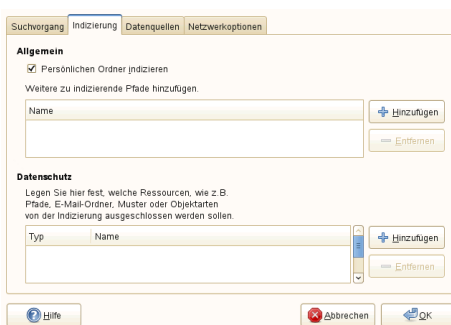 Suchvorgang Indizierung Datenquellen Netzwerkoptionen
Allgemein
Persönlichen Ordner indizieren
Weitere zu indizierende Pfade hinzufügen.
Name
Hinzufügen
Entfernen
Datenschutz
Legen Sie hier fest, welche Ressourcen, wie z.B.
Pfade, E-Mail-Ordner, Muster oder Objektarten
von der Indizierung ausgeschlossen werden sollen.
Typ Name
Hinzufügen
Entfernen
Hilfe Abbrechen OK